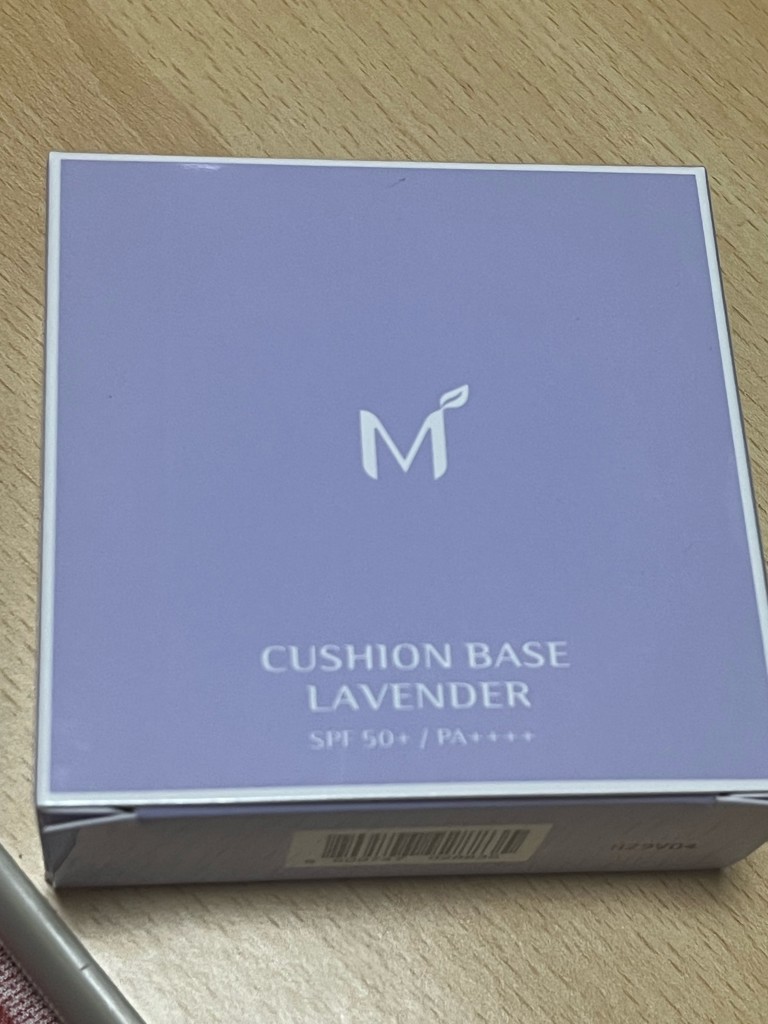 M
CUSHION BASE
LAVENDER
SPF 50+ / PA++++